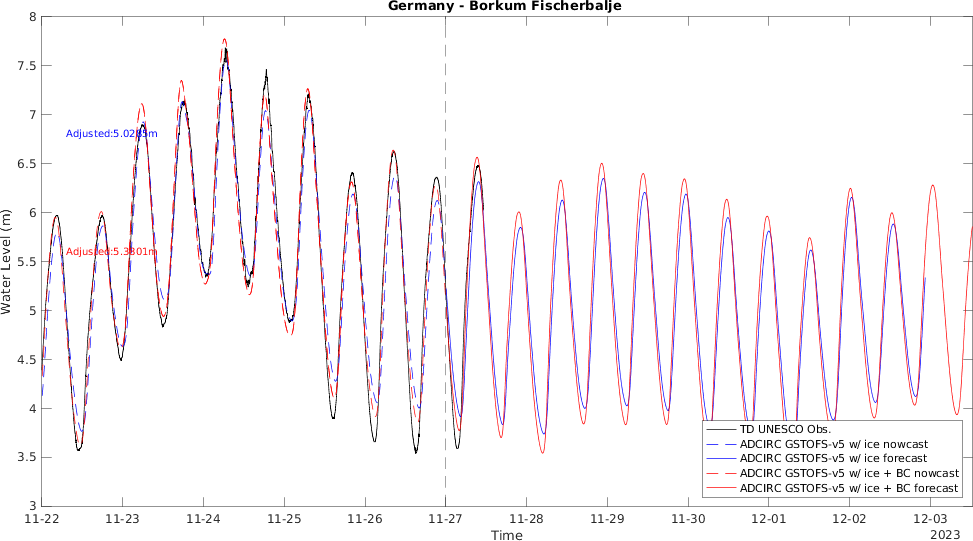 Germany - Borkum Fischerbalje
8
7.5
7
6.5
6
5.5
5
4.5
4
3.5
3
Water Level (m)
Adjusted:5.0285m
Adjusted:5.3801m
11-22
11-23
11-24
11-25
11-26
11-27
11-28
11-29
11-30
12-01
12-02
12-03
2023
Time
TD UNESCO Obs.
ADCIRC GSTOFS-v5 w/ ice nowcast
ADCIRC GSTOFS-v5 w/ ice forecast
ADCIRC GSTOFS-v5 w/ ice + BC nowcast
ADCIRC GSTOFS-v5 w/ ice + BC forecast